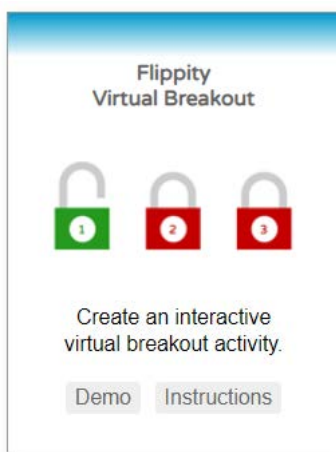 Flippity
Virtual Breakout
1 2 3
Create an interactive
virtual breakout activity.
Demo Instructions